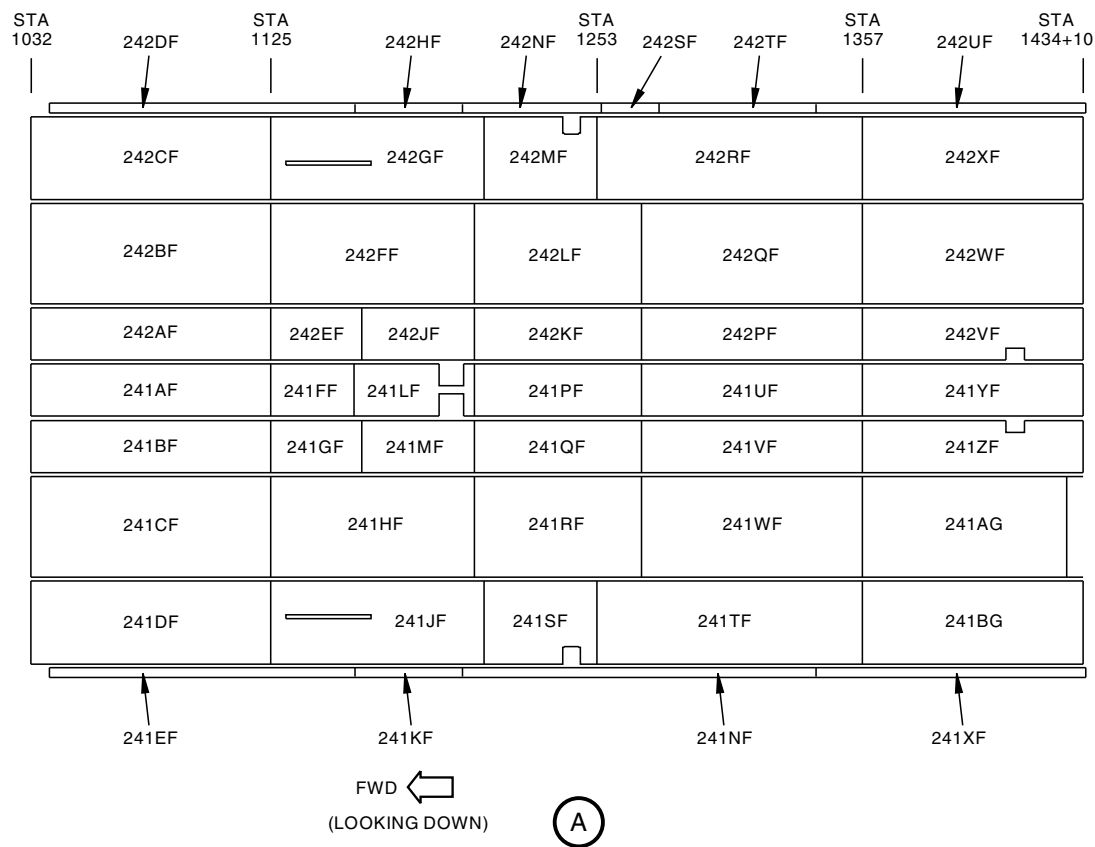 STA 1032
STA 1125
STA 1253
STA 1357
STA 1434+10
242DF
242HF
242NF
242SF
242TF
242UF
242CF
242GF
242MF
242RF
242XF
242BF
242FF
242LF
242QF
242WF
242AF
242EF
242JF
242KF
242PF
242VF
241AF
241FF
241LF
241PF
241UF
241YF
241BF
241GF
241MF
241QF
241VF
241ZF
241CF
241HF
241RF
241WF
241AG
241DF
241JF
241SF
241TF
241BG
241EF
241KF
241NF
241XF
FWD
(LOOKING DOWN)
A